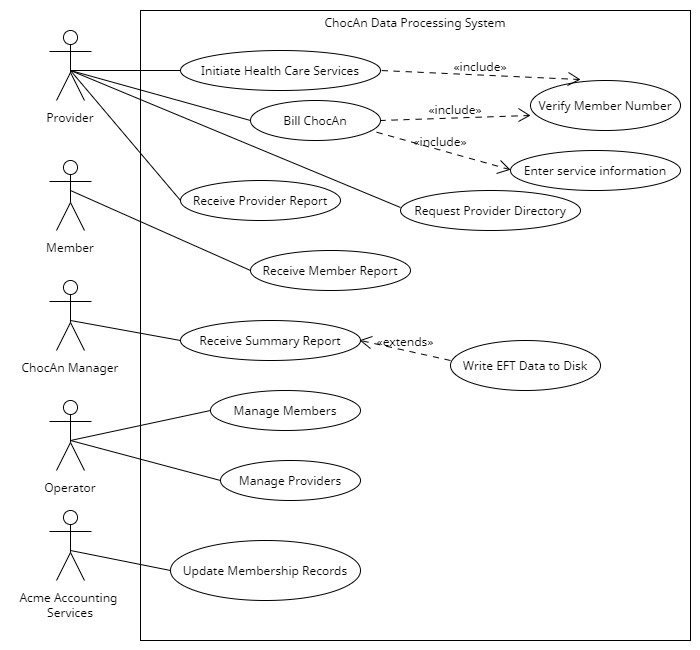 ChocAn Data Processing System
Provider
Initiate Health Care Services
«include»
Verify Member Number
Bill ChocAn
«include»
«include»
Enter service information
Receive Provider Report
Request Provider Directory
Member
Receive Member Report
ChocAn Manager
Receive Summary Report
«extends»
Write EFT Data to Disk
Operator
Manage Members
Manage Providers
Acme Accounting
Services
Update Membership Records